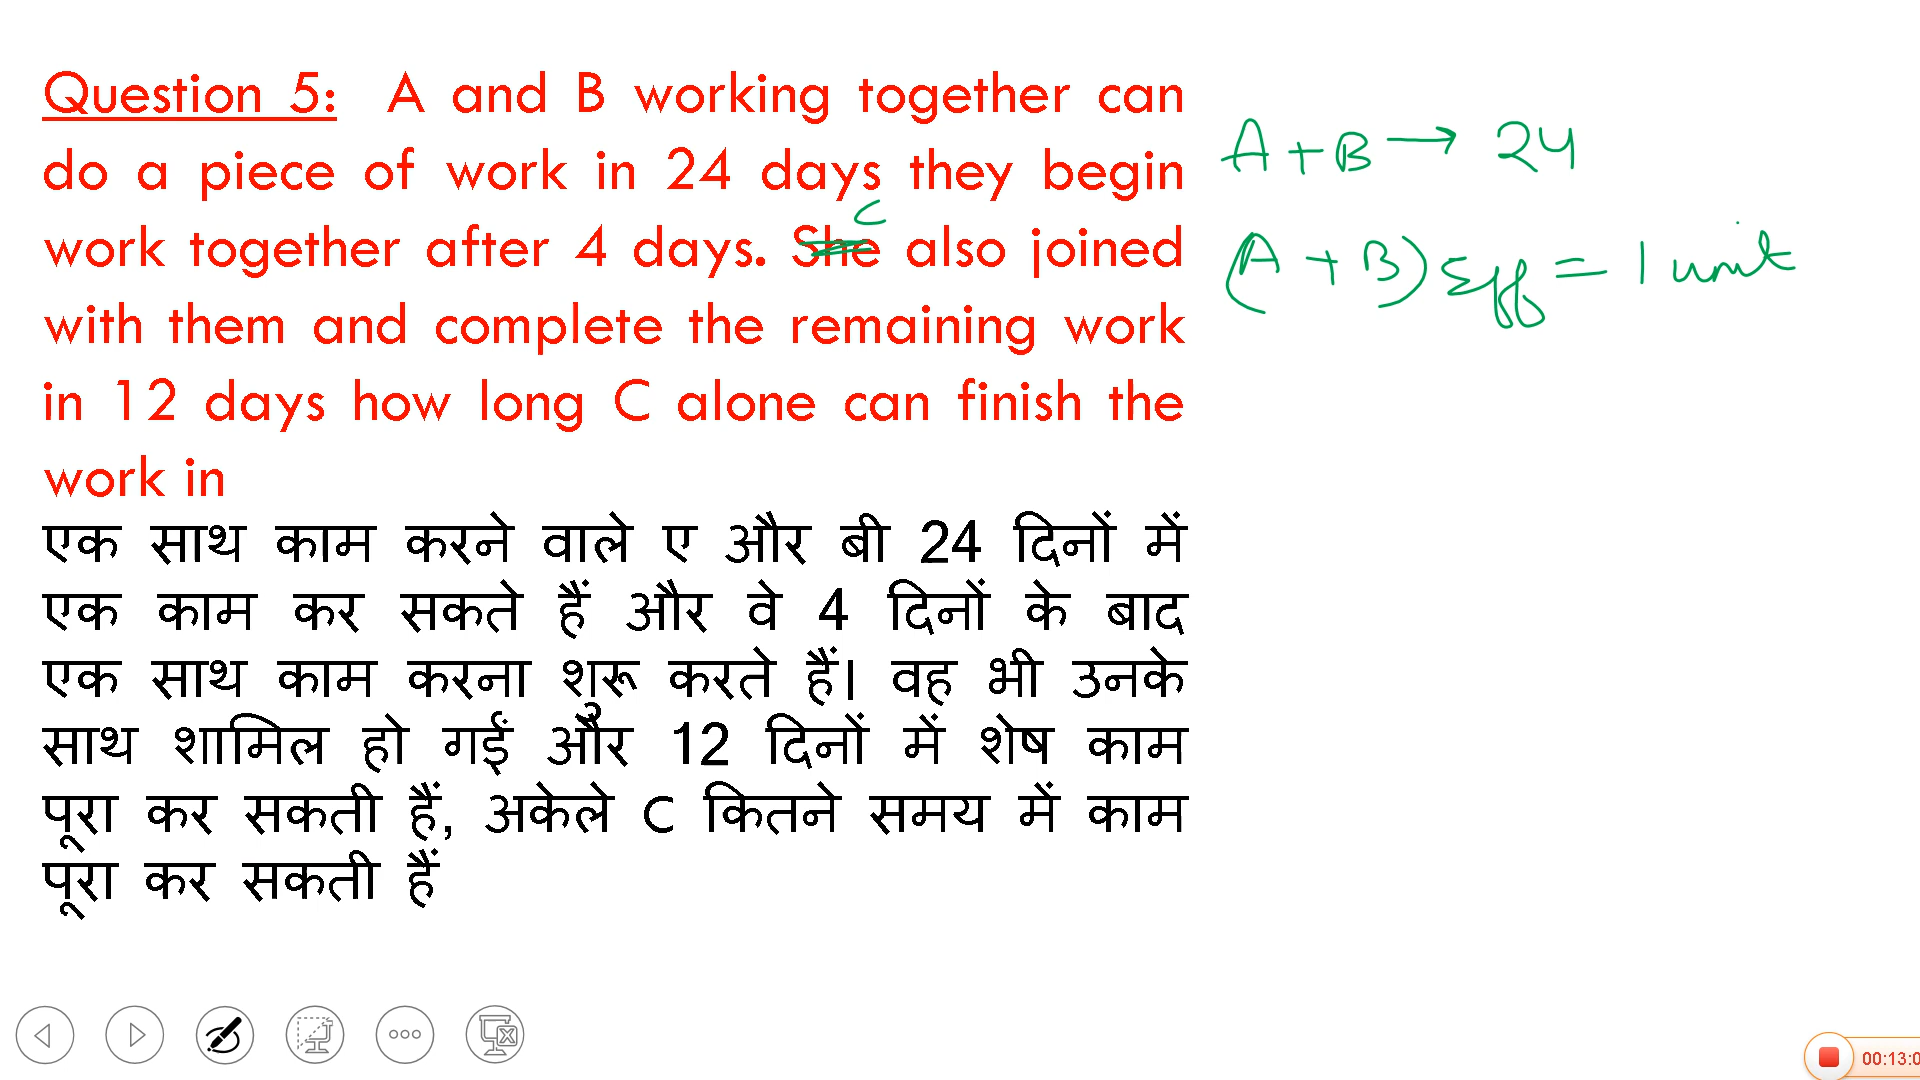 Question 5: A and B working together can
do a piece of work in 24 days they begin
work together after 4 days. She also joined
C
with them and complete the remaining work
in 12 days how long C alone can finish the
work in
एक साथ काम करने वाले ए और बी 24 दिनों में
एक काम कर सकते हैं और वे 4 दिनों के बाद
एक साथ काम करना शुरू करते हैं। वह भी उनके
साथ शामिल हो गईं और 12 दिनों में शेष काम
पूरा कर सकती हैं, अकेले C कितने समय में काम
पूरा कर सकती हैं
A + B → 24
(A + B) Eff = 1 unit
00:13:0